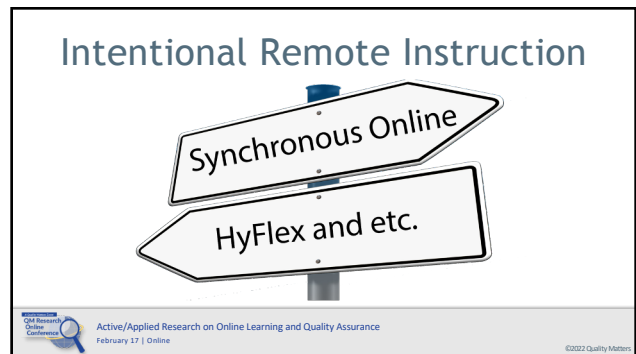 Intentional Remote Instruction
Synchronous Online
HyFlex and etc.
QM Research
Online
Conference
Active/Applied Research on Online Learning and Quality Assurance
February 17 | Online
©2022 Quality Matters